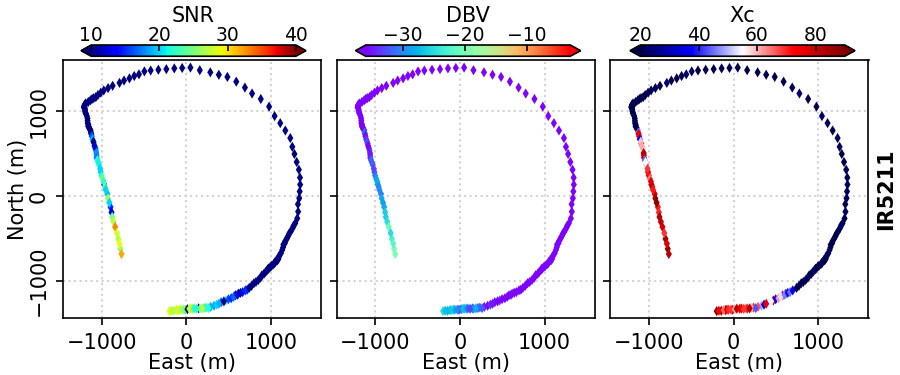 SNR DBV Xc
10 20 30 40 −30 −20 −10 20 40 60 80
North (m)
1000
0
−1000
−1000 0 1000 −1000 0 1000 −1000 0 1000
East (m) East (m) East (m)
IR5211